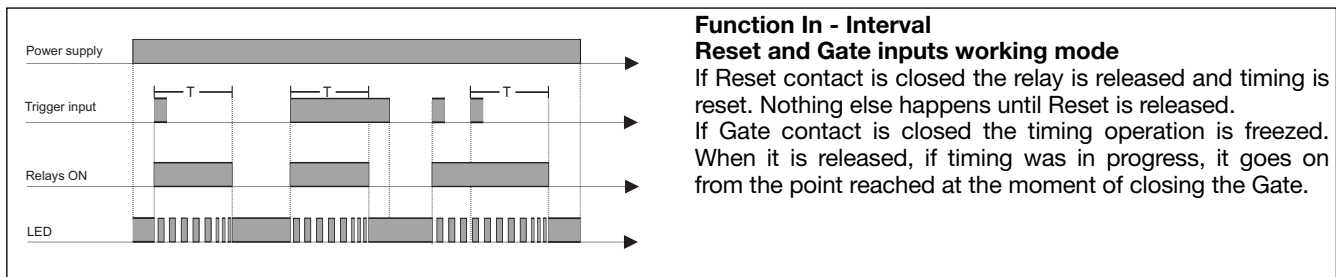 Power supply
T
T
T
Trigger input
Relays ON
LED
Function In - Interval
Reset and Gate inputs working mode
If Reset contact is closed the relay is released and timing is
reset. Nothing else happens until Reset is released.
If Gate contact is closed the timing operation is freezed.
When it is released, if timing was in progress, it goes on
from the point reached at the moment of closing the Gate.